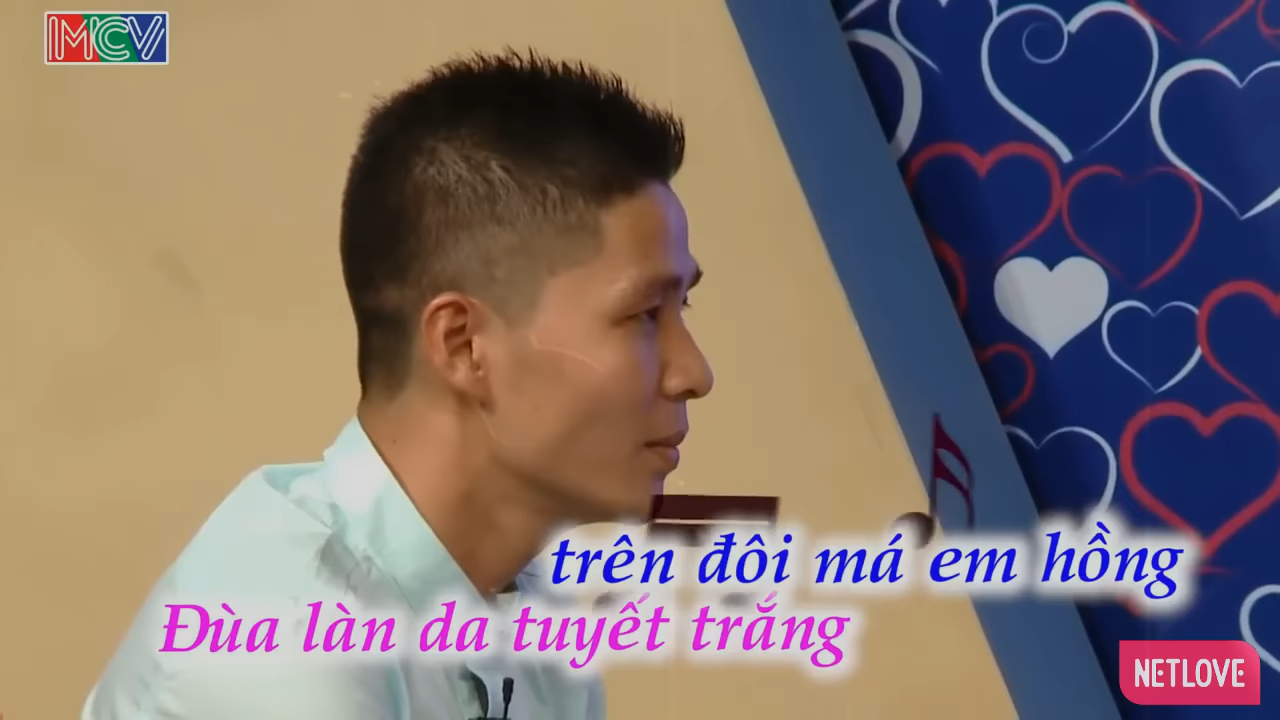 MCV
trên đôi má em hồng
Đùa làn da tuyết trắng
NETLOVE